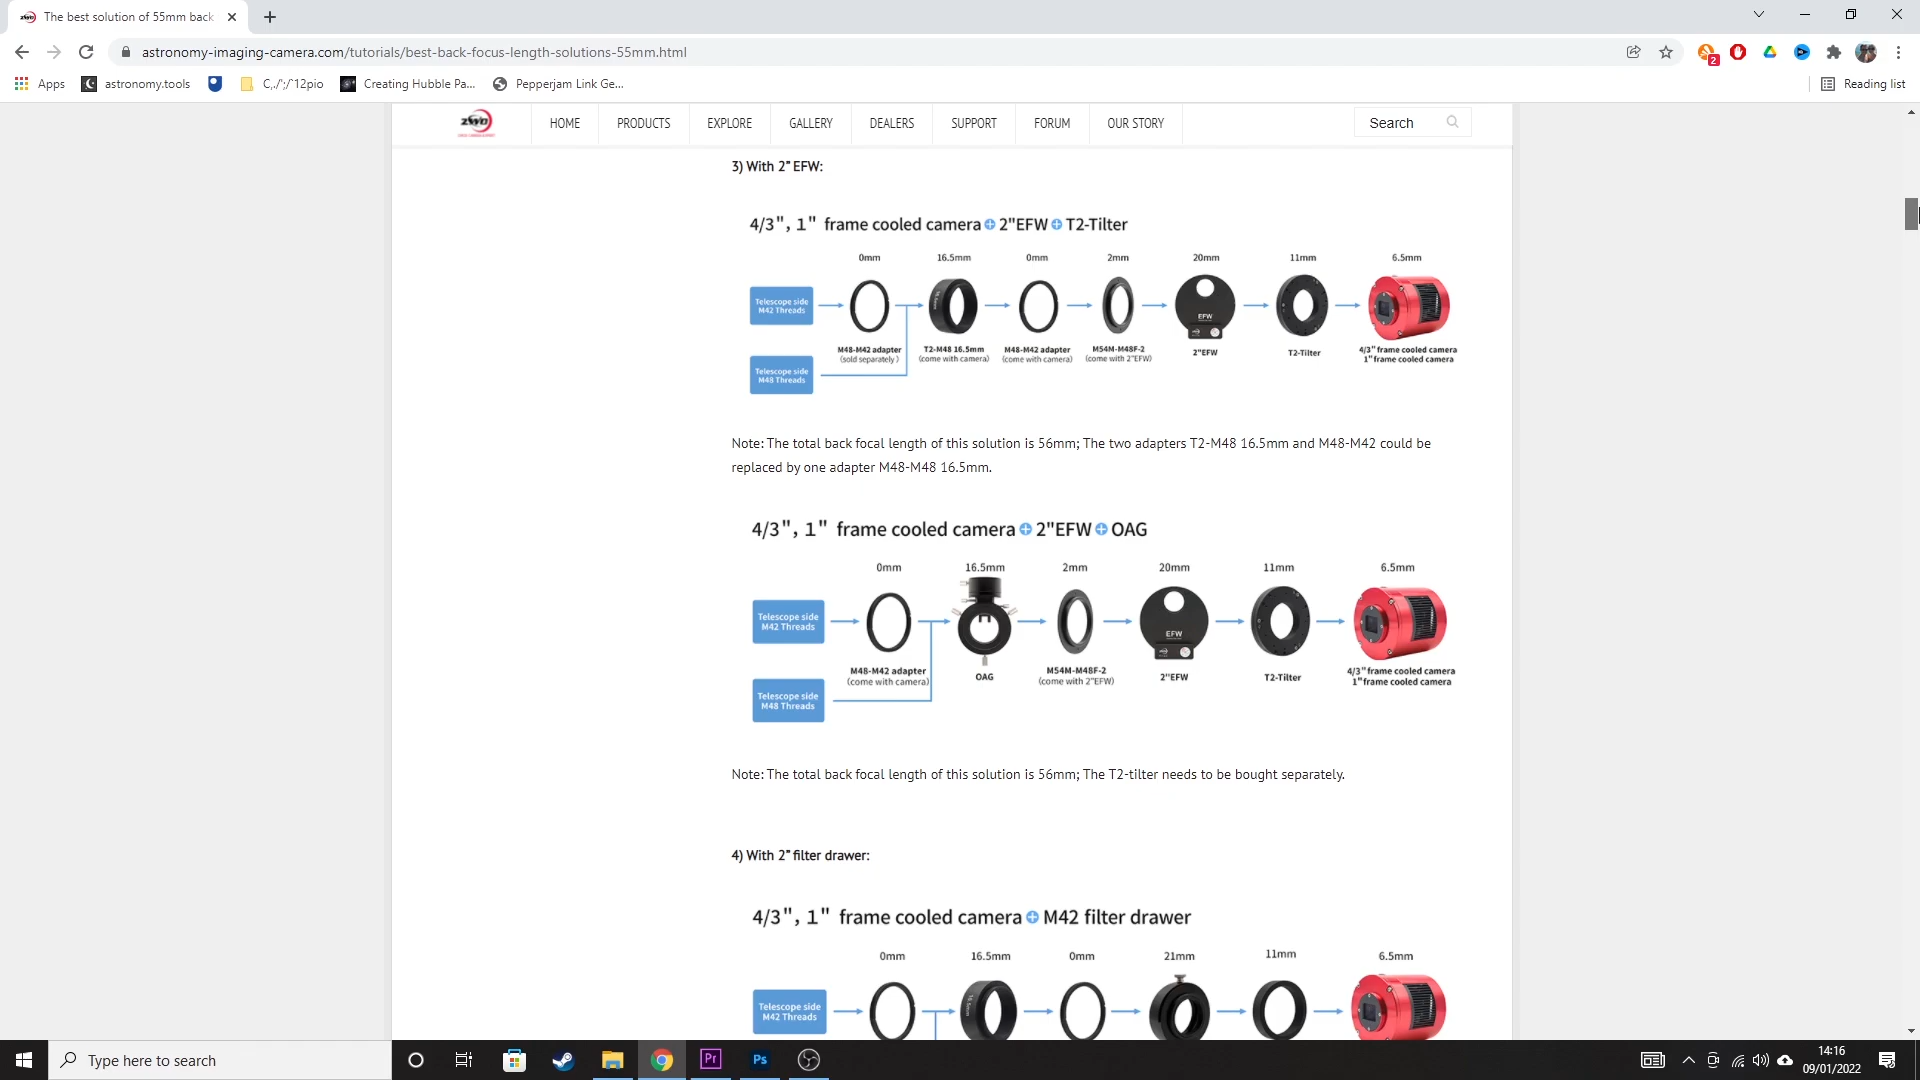 The best solution of 55mm back
astronomy-imaging-camera.com/tutorials/best-back-focus-length-solutions-55mm.html
2
Apps
astronomy.tools
C,./';/'12pio
Creating Hubble Pa...
Pepperjam Link Ge...
Reading list
ZWO
HOME
PRODUCTS
EXPLORE
GALLERY
DEALERS
SUPPORT
FORUM
OUR STORY
Search
3) With 2” EFW:
4/3", 1" frame cooled camera + 2"EFW + T2-Tilter
0mm 16.5mm 0mm 2mm 20mm 11mm 6.5mm
Telescope side
M42 Threads
EFW
M48-M42 adapter
(sold separately)
T2-M48 16.5mm
(come with camera)
M48-M42 adapter
(come with camera)
M54M-M48F-2
(come with 2"EFW)
2"EFW
T2-Tilter
4/3" frame cooled camera
1" frame cooled camera
Telescope side
M48 Threads
Note: The total back focal length of this solution is 56mm; The two adapters T2-M48 16.5mm and M48-M42 could be
replaced by one adapter M48-M48 16.5mm.
4/3", 1" frame cooled camera + 2"EFW + OAG
0mm 16.5mm 2mm 20mm 11mm 6.5mm
Telescope side
M42 Threads
EFW
M48-M42 adapter
(come with camera)
OAG
M54M-M48F-2
(come with 2"EFW)
2"EFW
T2-Tilter
4/3" frame cooled camera
1" frame cooled camera
Telescope side
M48 Threads
Note: The total back focal length of this solution is 56mm; The T2-tilter needs to be bought separately.
4) With 2” filter drawer:
4/3", 1" frame cooled camera + M42 filter drawer
0mm 16.5mm 0mm 21mm 11mm 6.5mm
Telescope side
M42 Threads
Type here to search
Pr
Ps
14:16
09/01/2022